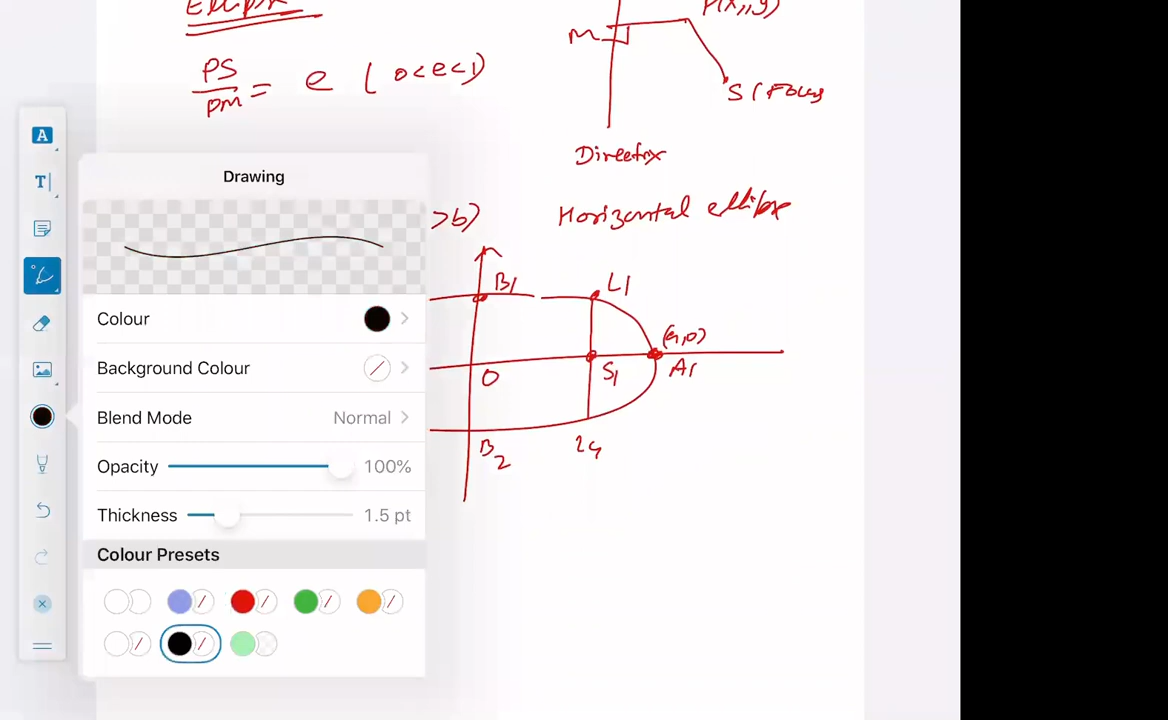 Ellipse
P(x,y)
M
PS
PM
= e (0<e<1)
S (Focus
Directrix
Drawing
>b)
Horizontal ellipse
B1
L1
(a,0)
O
S1
A1
B2
Colour
Background Colour
Blend Mode Normal
Opacity 100%
Thickness 1.5 pt
Colour Presets
A
T